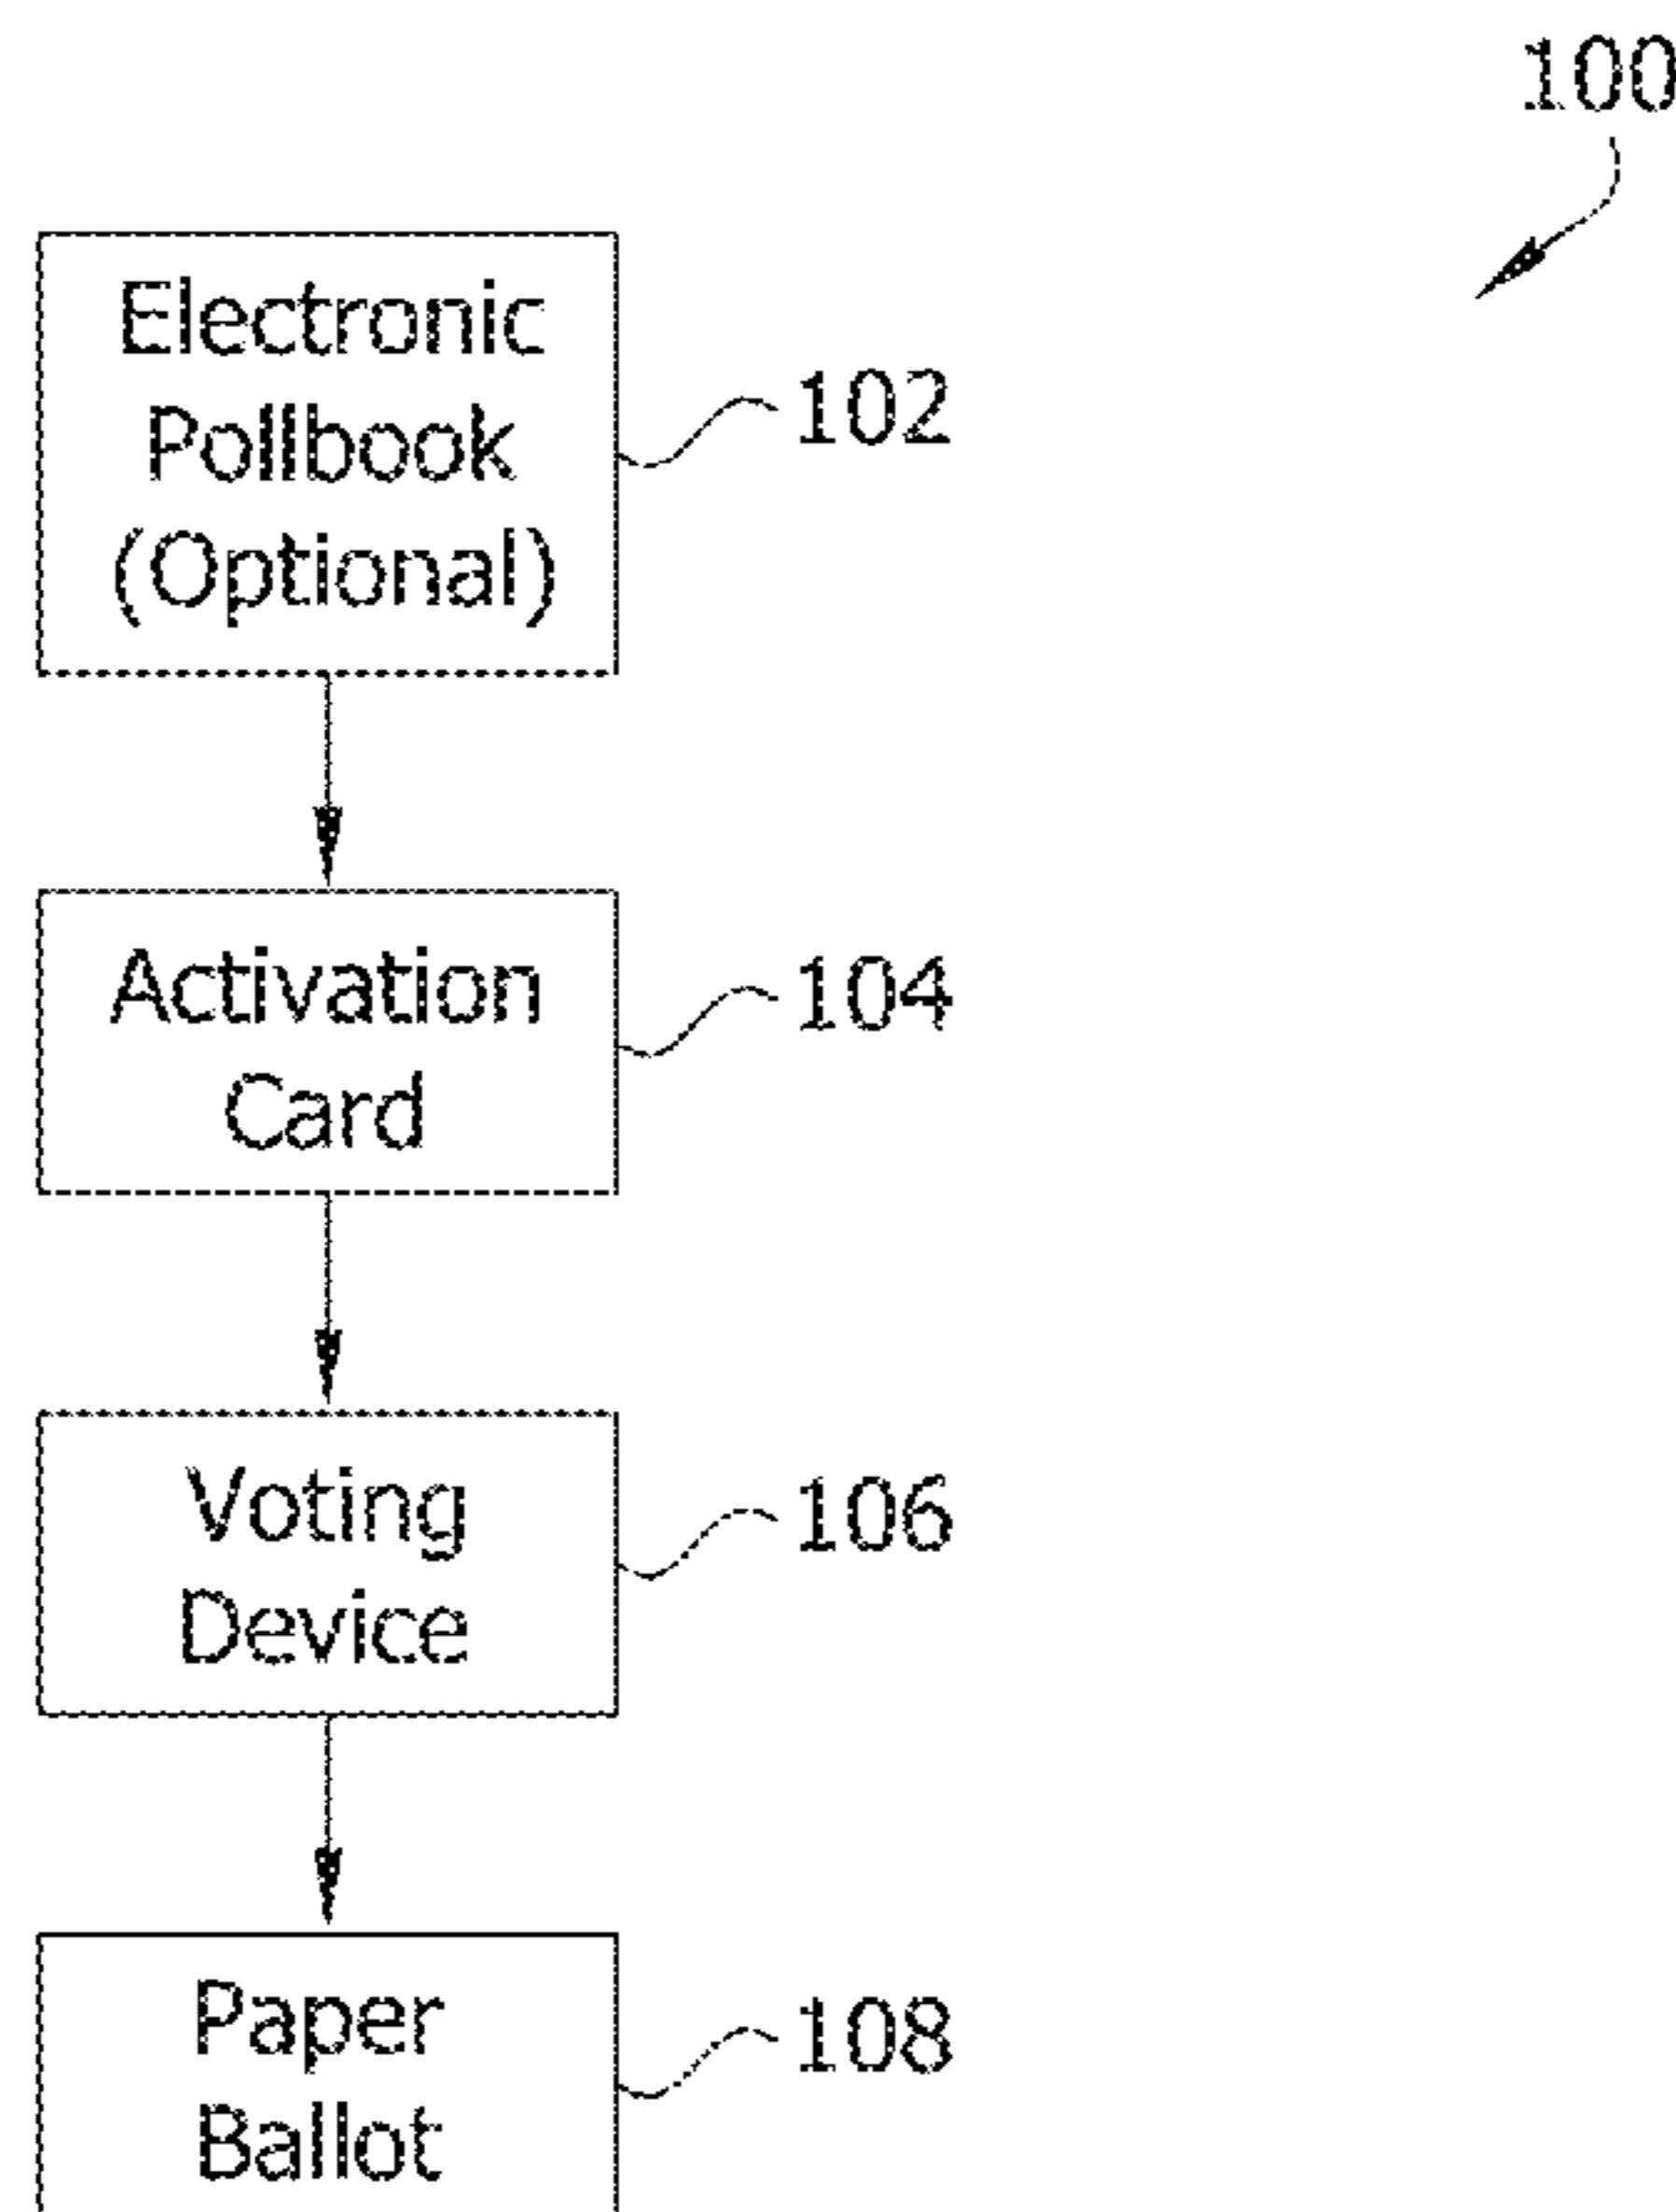 100
Electronic
Pollbook
(Optional)
102
Activation
Card
104
Voting
Device
106
Paper
Ballot
108